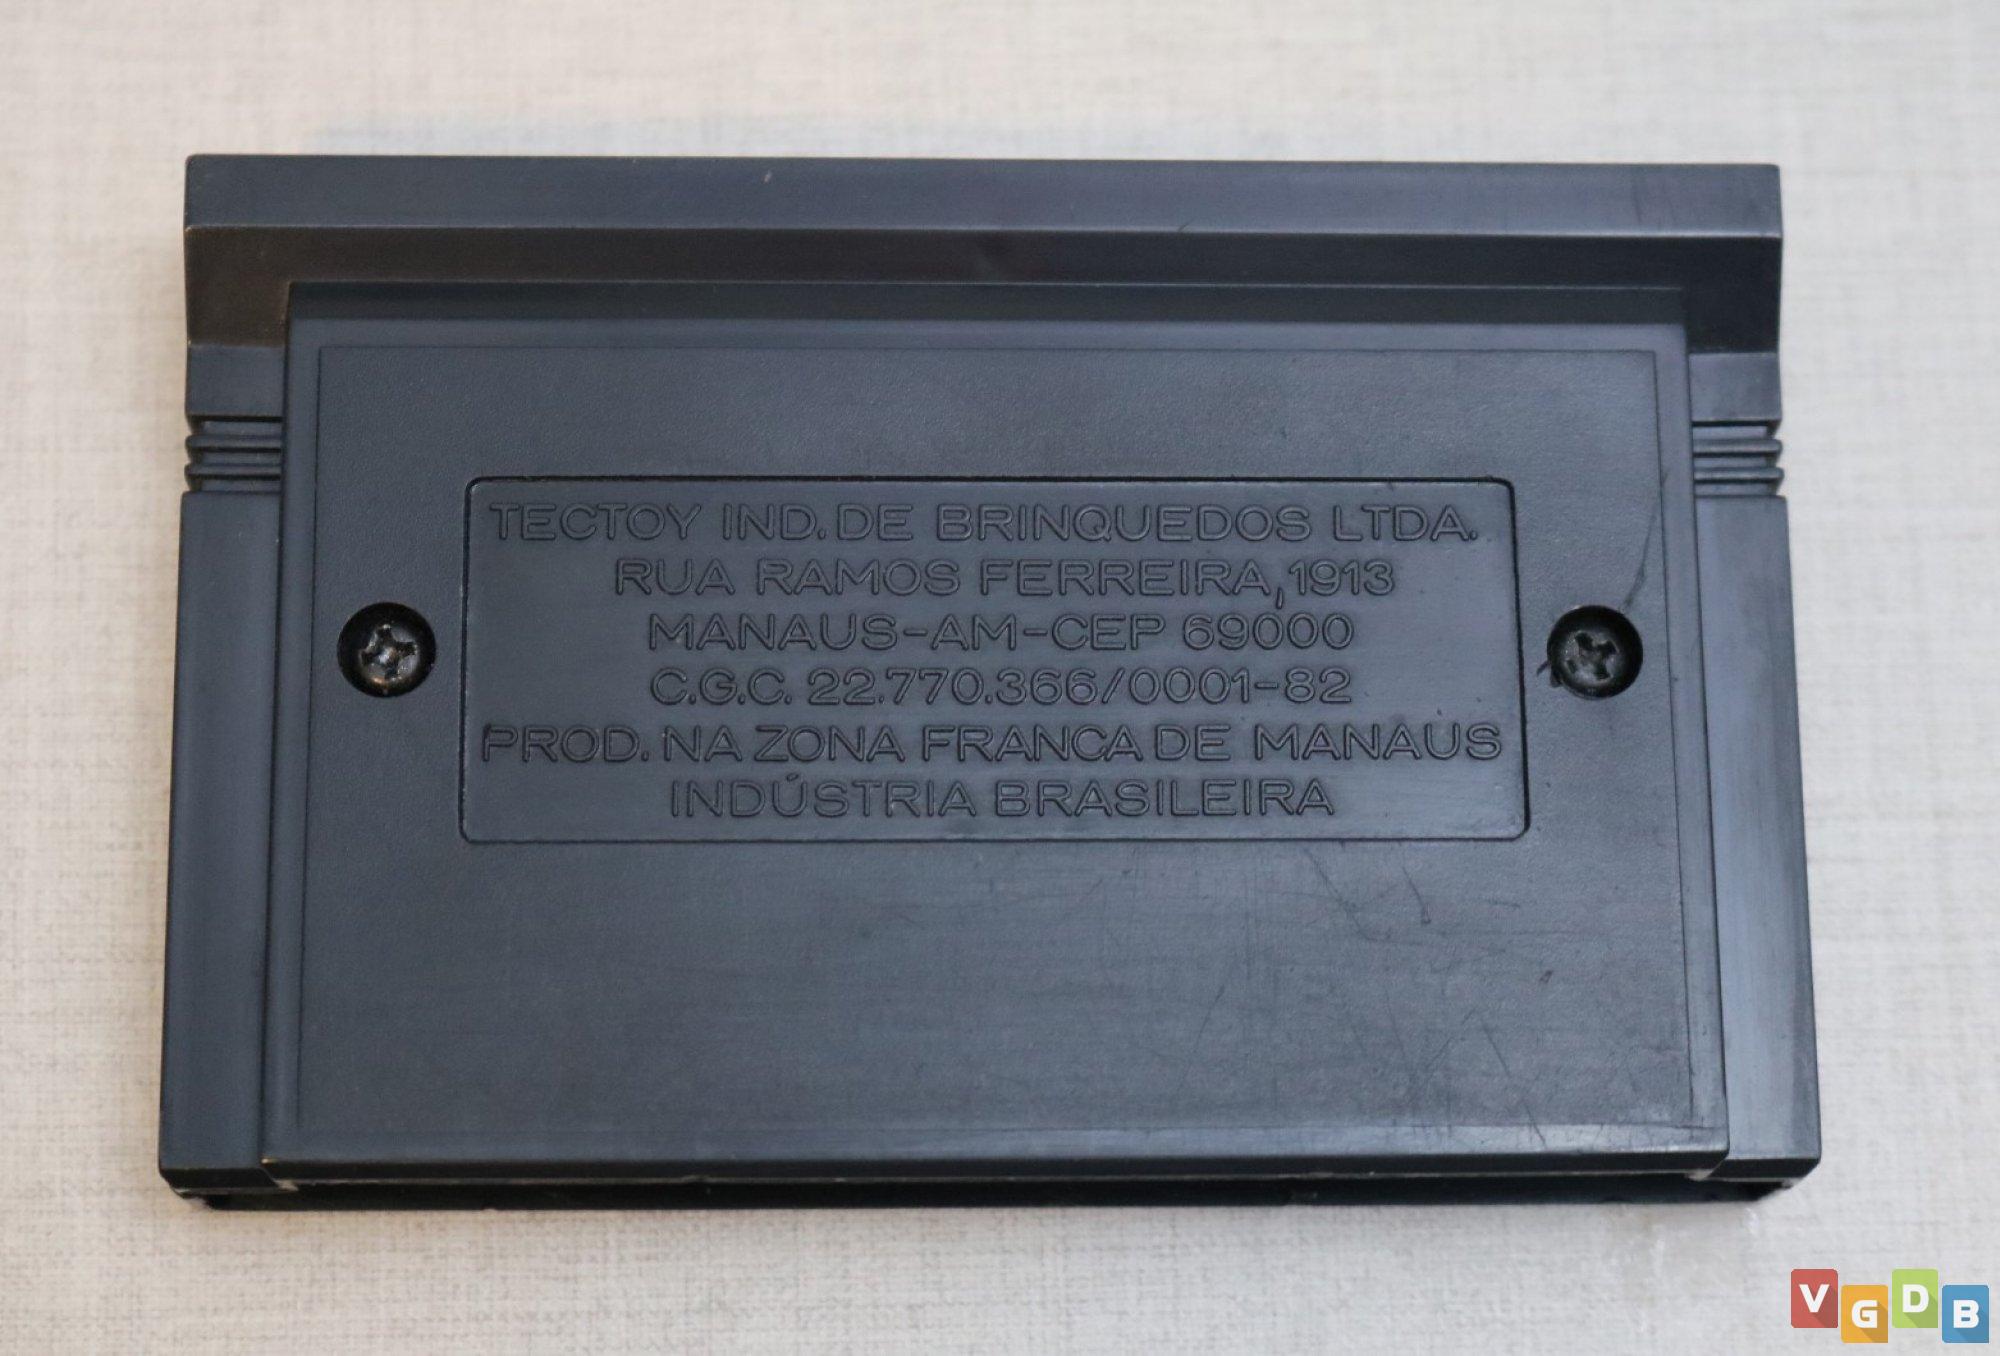 TECTOY IND. DE BRINQUEDOS LTDA.
RUA RAMOS FERREIRA, 1913
MANAUS-AM-CEP 69000
C.G.C. 22.770.366/0001-82
PROD. NA ZONA FRANCA DE MANAUS
INDÚSTRIA BRASILEIRA
VGDB